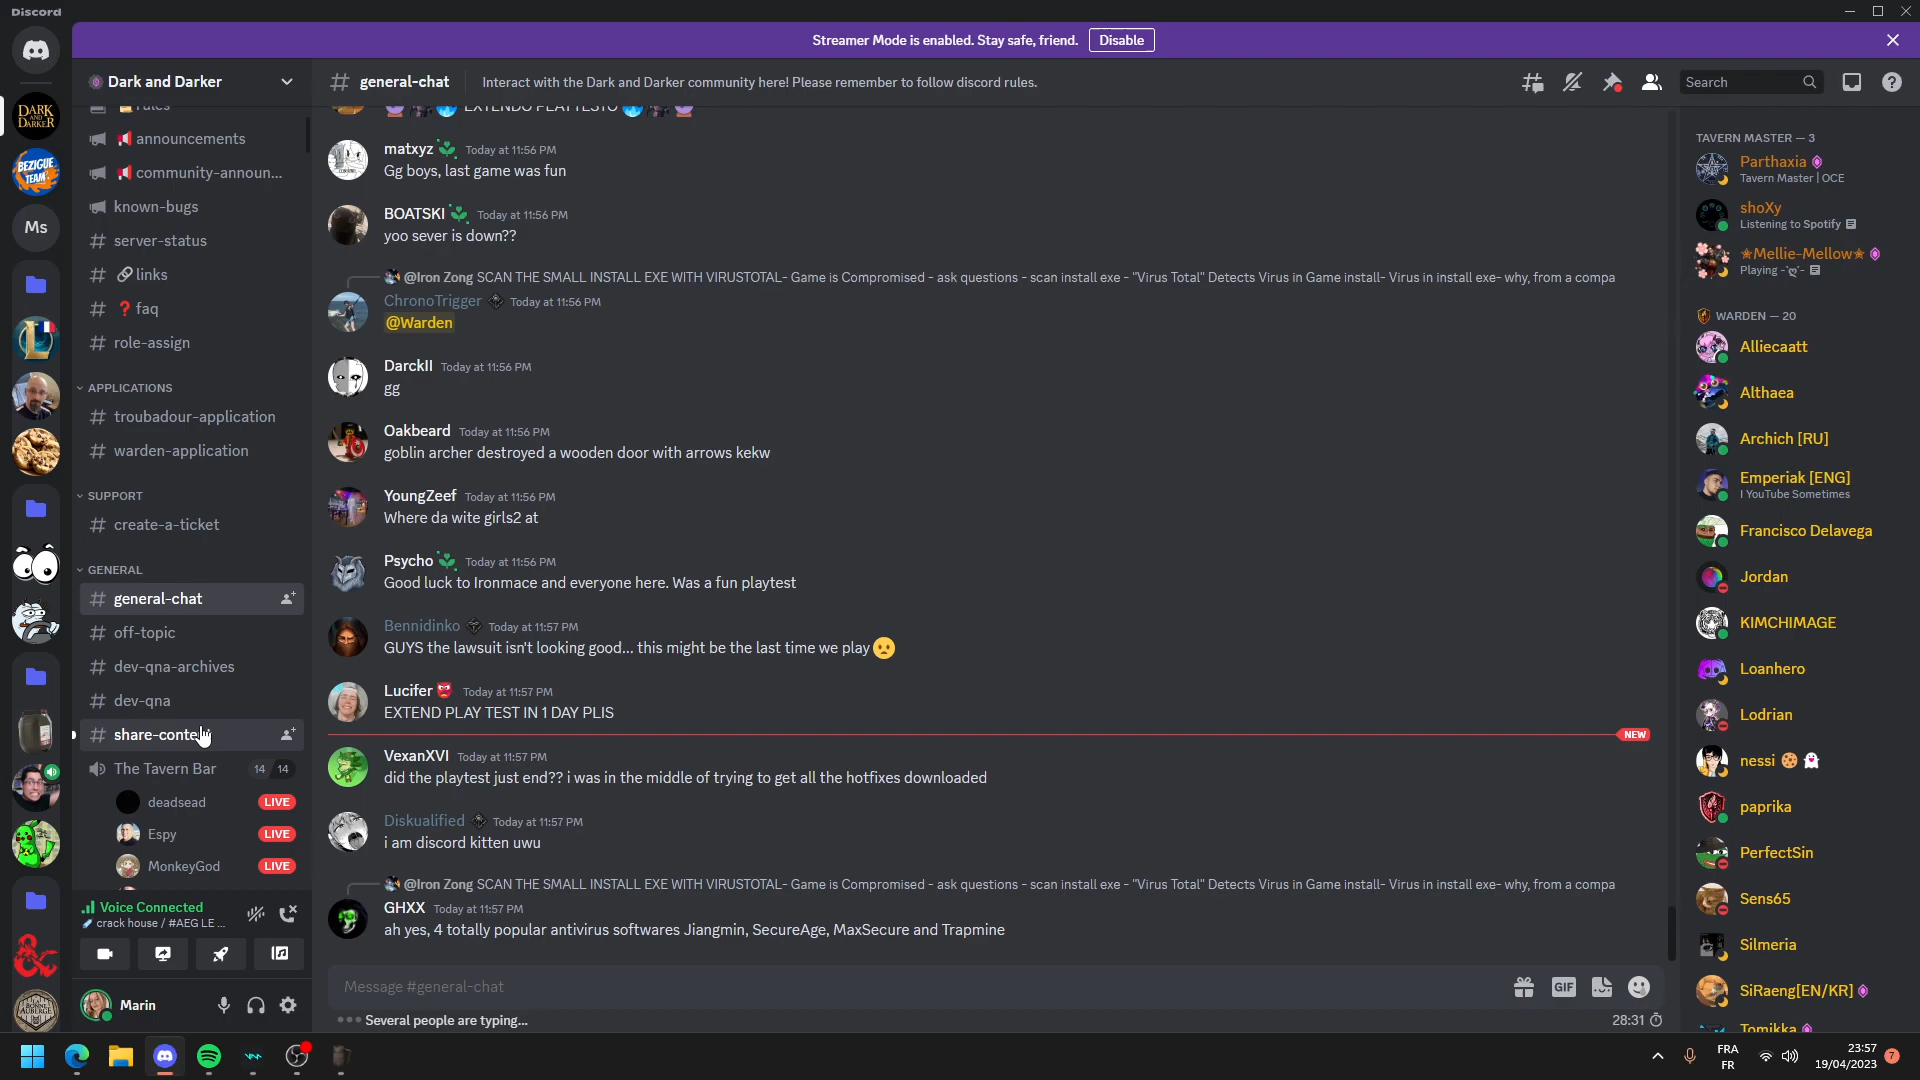 Discord
Streamer Mode is enabled. Stay safe, friend.
Disable
Dark and Darker
general-chat
Interact with the Dark and Darker community here! Please remember to follow discord rules.
Search
DARK
AND
DARKER
BEZIGUE
TEAM
Ms
rules
announcements
community-announ...
known-bugs
server-status
links
faq
role-assign
APPLICATIONS
troubadour-application
warden-application
SUPPORT
create-a-ticket
GENERAL
general-chat
off-topic
dev-qna-archives
dev-qna
share-conte
The Tavern Bar
14 14
deadsead
LIVE
Espy
LIVE
MonkeyGod
LIVE
Voice Connected
crack house / #AEG LE ...
Marin
EXTENDO PLAYTESTO
matxyz Today at 11:56 PM
Gg boys, last game was fun
BOATSKI Today at 11:56 PM
yoo sever is down??
@Iron Zong SCAN THE SMALL INSTALL EXE WITH VIRUSTOTAL- Game is Compromised - ask questions - scan install exe - "Virus Total" Detects Virus in Game install- Virus in install exe- why, from a compa
ChronoTrigger Today at 11:56 PM
@Warden
DarckII Today at 11:56 PM
gg
Oakbeard Today at 11:56 PM
goblin archer destroyed a wooden door with arrows kekw
YoungZeef Today at 11:56 PM
Where da wite girls2 at
Psycho Today at 11:56 PM
Good luck to Ironmace and everyone here. Was a fun playtest
Bennidinko Today at 11:57 PM
GUYS the lawsuit isn't looking good... this might be the last time we play
Lucifer Today at 11:57 PM
EXTEND PLAY TEST IN 1 DAY PLIS
NEW
VexanXVI Today at 11:57 PM
did the playtest just end?? i was in the middle of trying to get all the hotfixes downloaded
Diskualified Today at 11:57 PM
i am discord kitten uwu
@Iron Zong SCAN THE SMALL INSTALL EXE WITH VIRUSTOTAL- Game is Compromised - ask questions - scan install exe - "Virus Total" Detects Virus in Game install- Virus in install exe- why, from a compa
GHXX Today at 11:57 PM
ah yes, 4 totally popular antivirus softwares Jiangmin, SecureAge, MaxSecure and Trapmine
Message #general-chat
GIF
Several people are typing...
28:31
TAVERN MASTER — 3
Parthaxia
Tavern Master | OCE
shoXy
Listening to Spotify
Mellie-Mellow
Playing
WARDEN — 20
Alliecaatt
Althaea
Archich [RU]
Emperiak [ENG]
I YouTube Sometimes
Francisco Delavega
Jordan
KIMCHIMAGE
Loanhero
Lodrian
nessi
paprika
PerfectSin
Sens65
Silmeria
SiRaeng[EN/KR]
Tomikka
FRA
FR
23:57
19/04/2023
7